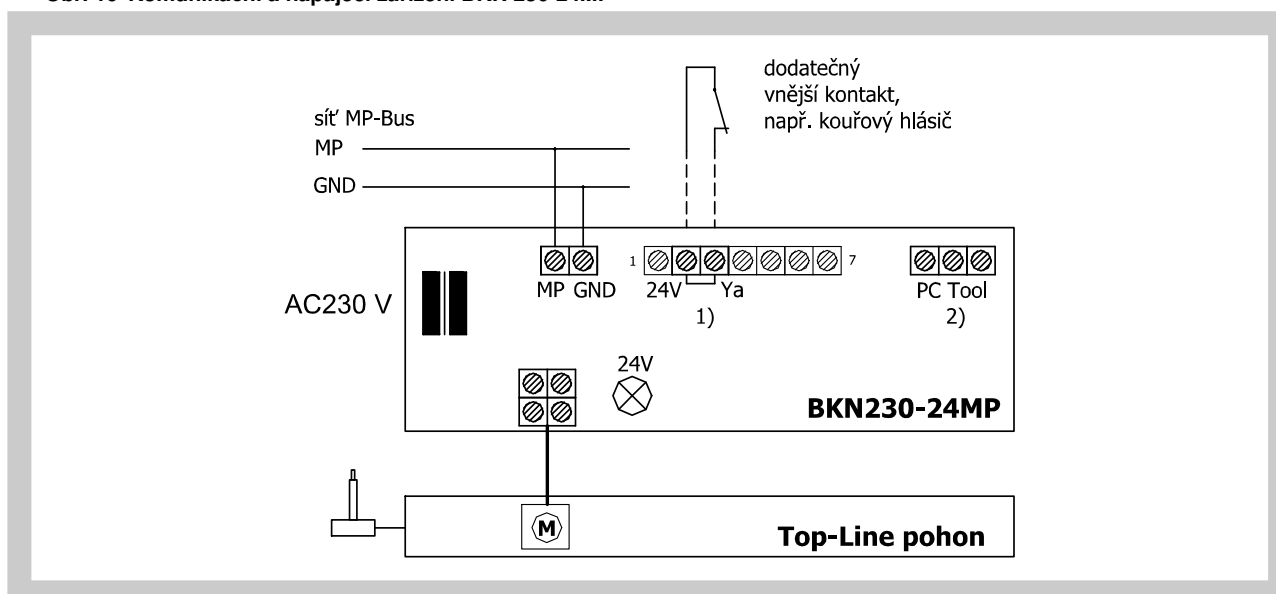 dodatečný
vnější kontakt,
např. kouřový hlásič
síť MP-Bus
MP
GND
1
7
MP GND
24V
Ya
PC Tool
1)
2)
AC230 V
24V
BKN230-24MP
M
Top-Line pohon